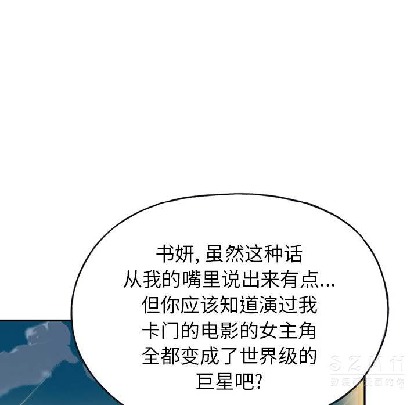 书妍, 虽然这种话
从我的嘴里说出来有点...
但你应该知道演过我
卡门的电影的女主角
全都变成了世界级的
巨星吧?